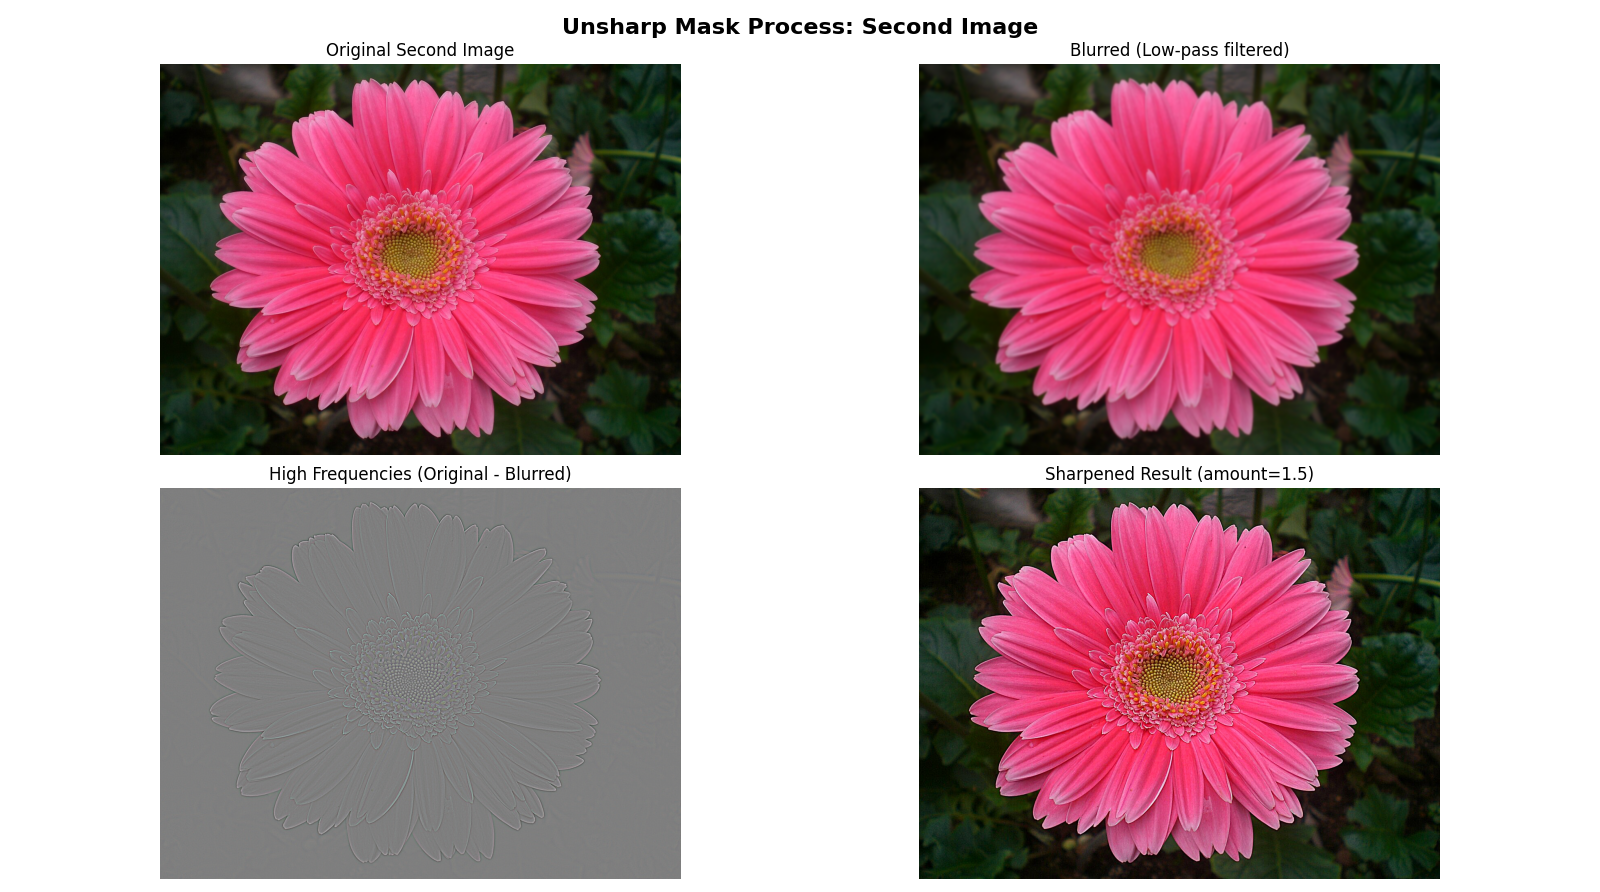 Unsharp Mask Process: Second Image
Original Second Image
Blurred (Low-pass filtered)
High Frequencies (Original - Blurred)
Sharpened Result (amount=1.5)